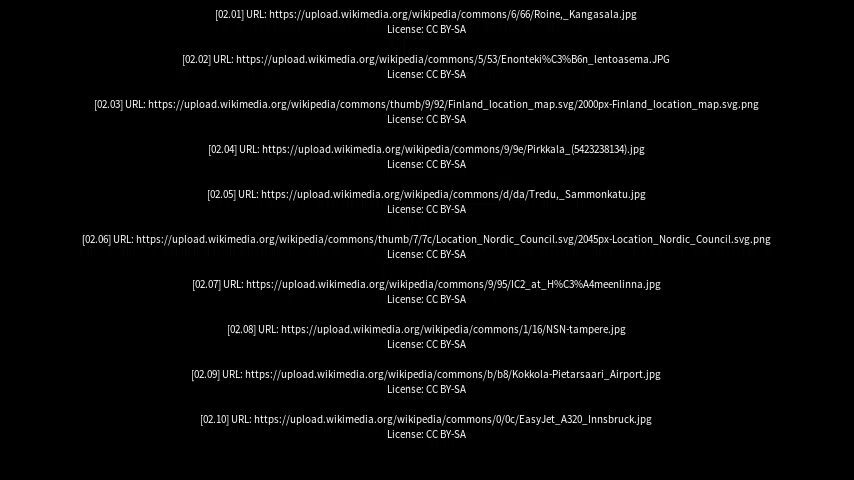 [02.01] URL: https://upload.wikimedia.org/wikipedia/commons/6/66/Roine,_Kangasala.jpg
License: CC BY-SA
[02.02] URL: https://upload.wikimedia.org/wikipedia/commons/5/53/Enonteki%C3%B6n_lentoasema.JPG
License: CC BY-SA
[02.03] URL: https://upload.wikimedia.org/wikipedia/commons/thumb/9/92/Finland_location_map.svg/2000px-Finland_location_map.svg.png
License: CC BY-SA
[02.04] URL: https://upload.wikimedia.org/wikipedia/commons/9/9e/Pirkkala_(5423238134).jpg
License: CC BY-SA
[02.05] URL: https://upload.wikimedia.org/wikipedia/commons/d/da/Tredu,_Sammonkatu.jpg
License: CC BY-SA
[02.06] URL: https://upload.wikimedia.org/wikipedia/commons/thumb/7/7c/Location_Nordic_Council.svg/2045px-Location_Nordic_Council.svg.png
License: CC BY-SA
[02.07] URL: https://upload.wikimedia.org/wikipedia/commons/9/95/IC2_at_H%C3%A4meenlinna.jpg
License: CC BY-SA
[02.08] URL: https://upload.wikimedia.org/wikipedia/commons/1/16/NSN-tampere.jpg
License: CC BY-SA
[02.09] URL: https://upload.wikimedia.org/wikipedia/commons/b/b8/Kokkola-Pietarsaari_Airport.jpg
License: CC BY-SA
[02.10] URL: https://upload.wikimedia.org/wikipedia/commons/0/0c/EasyJet_A320_Innsbruck.jpg
License: CC BY-SA